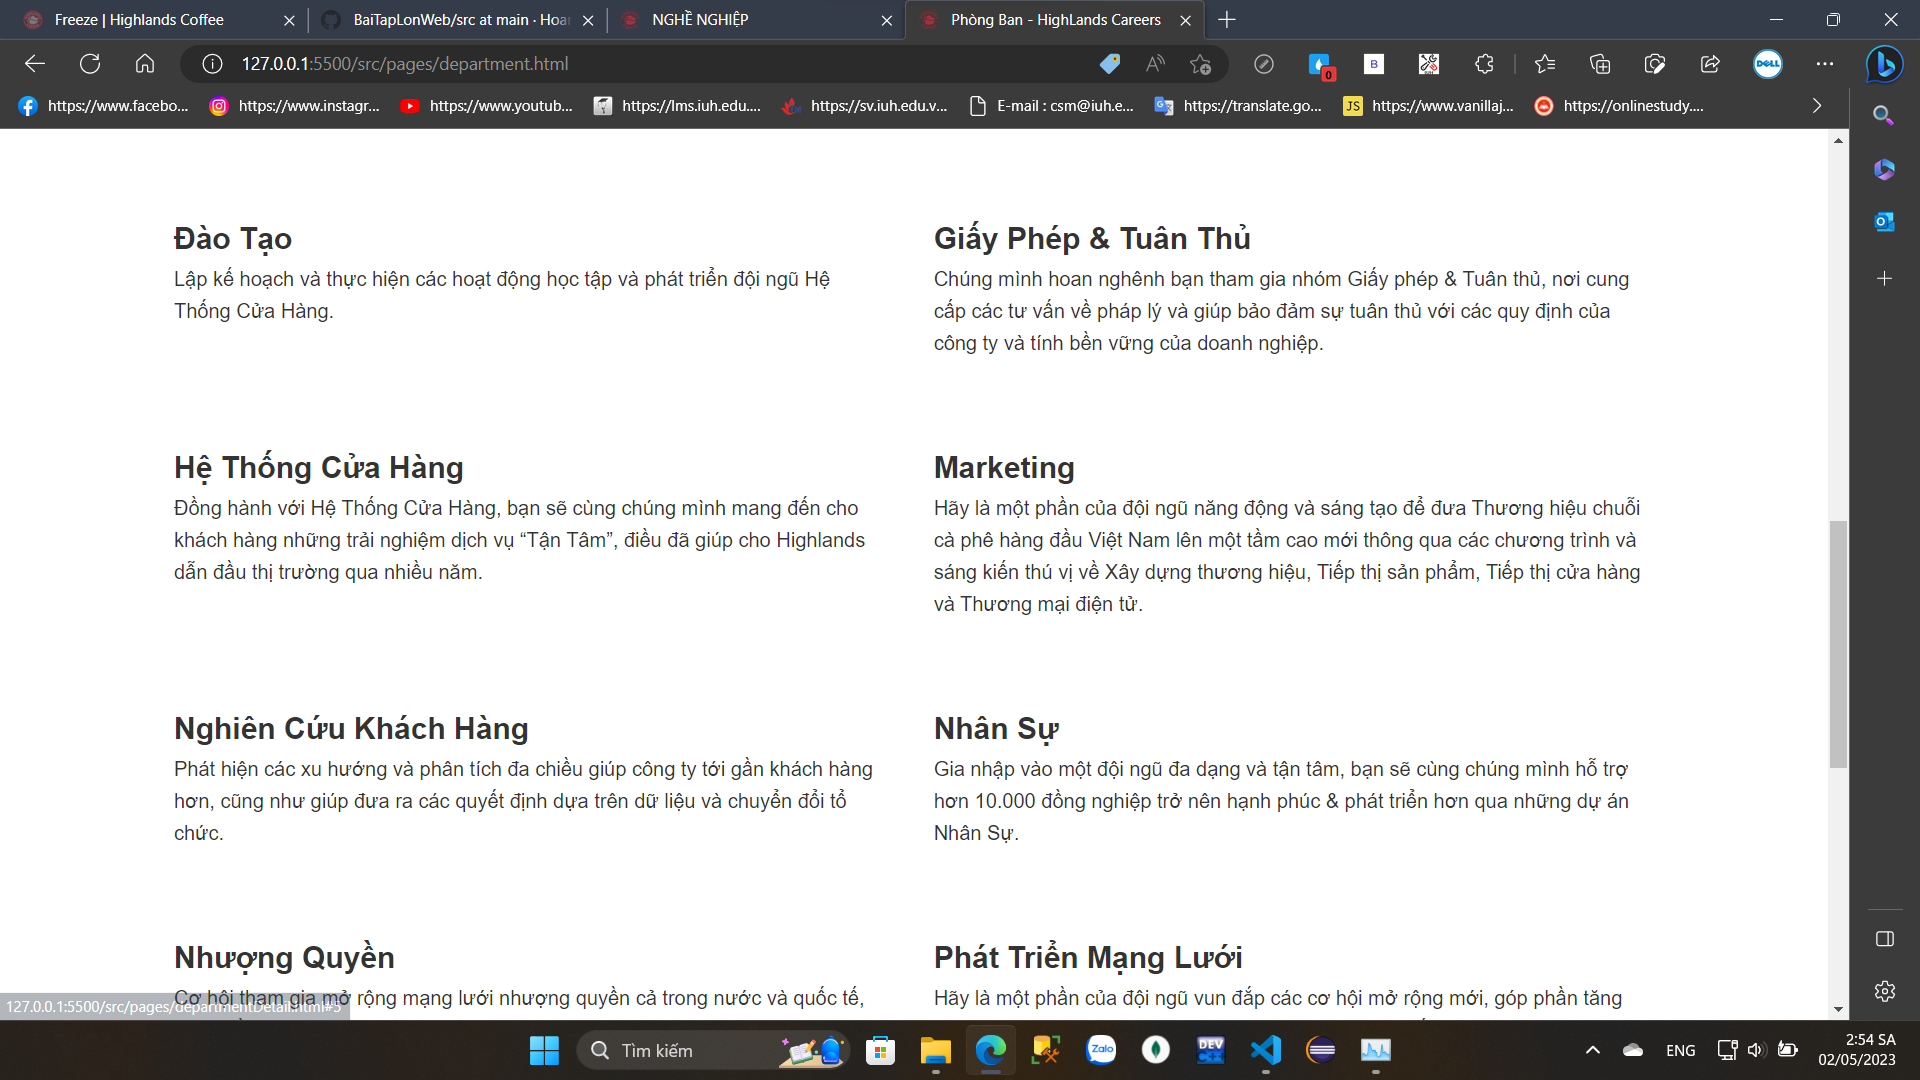 Freeze | Highlands Coffee
BaiTapLonWeb/src at main · Hoan
NGHỀ NGHIỆP
Phòng Ban - HighLands Careers
127.0.0.1:5500/src/pages/department.html
0
B
DELL
https://www.facebo...
https://www.instagr...
https://www.youtub...
https://lms.iuh.edu....
https://sv.iuh.edu.v...
E-mail : csm@iuh.e...
https://translate.go...
JS
https://www.vanillaj...
https://onlinestudy....
Đào Tạo
Lập kế hoạch và thực hiện các hoạt động học tập và phát triển đội ngũ Hệ
Thống Cửa Hàng.
Giấy Phép & Tuân Thủ
Chúng mình hoan nghênh bạn tham gia nhóm Giấy phép & Tuân thủ, nơi cung
cấp các tư vấn về pháp lý và giúp bảo đảm sự tuân thủ với các quy định của
công ty và tính bền vững của doanh nghiệp.
Hệ Thống Cửa Hàng
Đồng hành với Hệ Thống Cửa Hàng, bạn sẽ cùng chúng mình mang đến cho
khách hàng những trải nghiệm dịch vụ “Tận Tâm”, điều đã giúp cho Highlands
dẫn đầu thị trường qua nhiều năm.
Marketing
Hãy là một phần của đội ngũ năng động và sáng tạo để đưa Thương hiệu chuỗi
cà phê hàng đầu Việt Nam lên một tầm cao mới thông qua các chương trình và
sáng kiến thú vị về Xây dựng thương hiệu, Tiếp thị sản phẩm, Tiếp thị cửa hàng
và Thương mại điện tử.
Nghiên Cứu Khách Hàng
Phát hiện các xu hướng và phân tích đa chiều giúp công ty tới gần khách hàng
hơn, cũng như giúp đưa ra các quyết định dựa trên dữ liệu và chuyển đổi tổ
chức.
Nhân Sự
Gia nhập vào một đội ngũ đa dạng và tận tâm, bạn sẽ cùng chúng mình hỗ trợ
hơn 10.000 đồng nghiệp trở nên hạnh phúc & phát triển hơn qua những dự án
Nhân Sự.
Nhượng Quyền
Cơ hội tham gia mở rộng mạng lưới nhượng quyền cả trong nước và quốc tế,
Phát Triển Mạng Lưới
Hãy là một phần của đội ngũ vun đắp các cơ hội mở rộng mới, góp phần tăng
127.0.0.1:5500/src/pages/departmentDetail.html#5
Tìm kiếm
Zalo
DEV
ENG
2:54 SA
02/05/2023